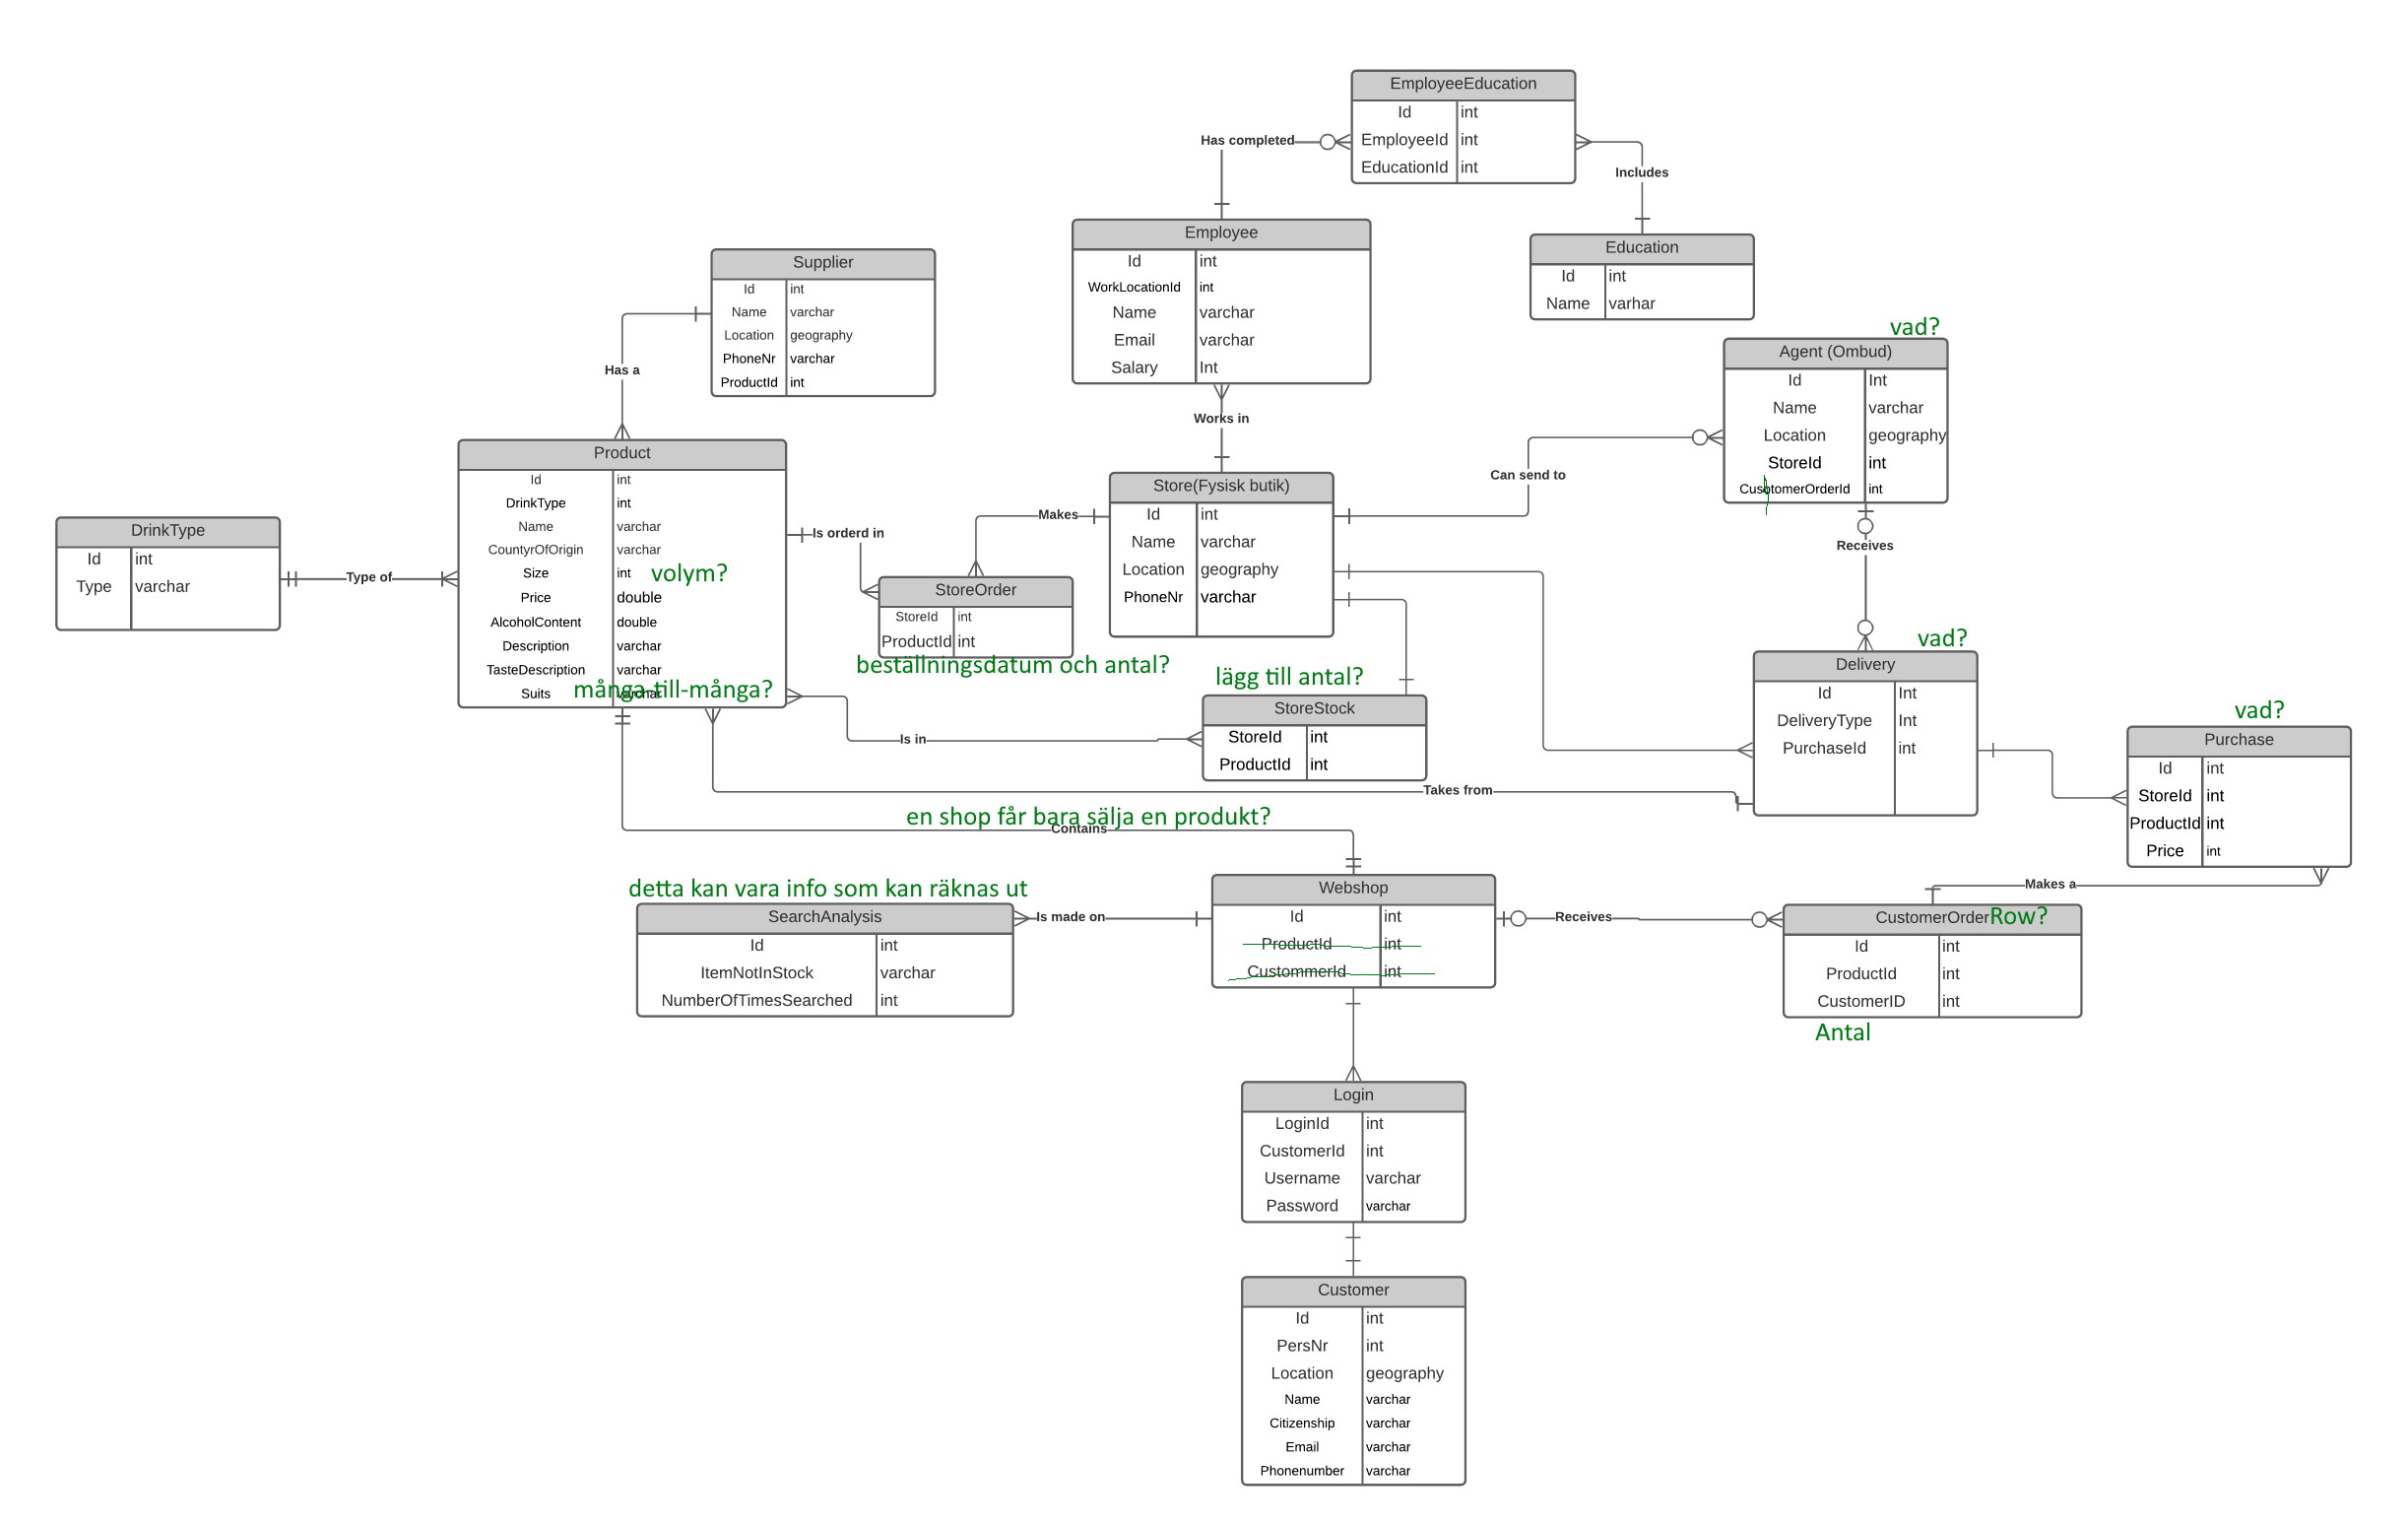 EmployeeEducation
Id int
EmployeeId int
EducationId int
Has completed
Includes
Employee
Id int
WorkLocationId int
Name varchar
Email varchar
Salary Int
Education
Id int
Name varhar
Supplier
Id int
Name varchar
Location geography
PhoneNr varchar
ProductId int
Has a
Works in
vad?
Agent (Ombud)
Id Int
Name varchar
Location geography
StoreId int
CusotomerOrderId int
Can send to
Receives
Product
Id int
DrinkType int
Name varchar
CountyrOfOrigin varchar
Size int
volym?
Price double
AlcoholContent double
Description varchar
TasteDescription varchar
Suits varchar
många-till-många?
DrinkType
Id int
Type varchar
Type of
Is orderd in
Makes
Store(Fysisk butik)
Id int
Name varchar
Location geography
PhoneNr varchar
StoreOrder
StoreId int
ProductId int
beställningsdatum och antal?
lägg till antal?
StoreStock
StoreId int
ProductId int
Is in
vad?
Delivery
Id Int
DeliveryType Int
PurchaseId int
Takes from
vad?
Purchase
Id int
StoreId int
ProductId int
Price int
en shop får bara sälja en produkt?
Contains
Makes a
detta kan vara info som kan räknas ut
SearchAnalysis
Id int
ItemNotInStock varchar
NumberOfTimesSearched int
Is made on
Webshop
Id int
ProductId int
CustommerId int
Receives
CustomerOrder Row?
Id int
ProductId int
CustomerID int
Antal
Login
LoginId int
CustomerId int
Username varchar
Password varchar
Customer
Id int
PersNr int
Location geography
Name varchar
Citizenship varchar
Email varchar
Phonenumber varchar